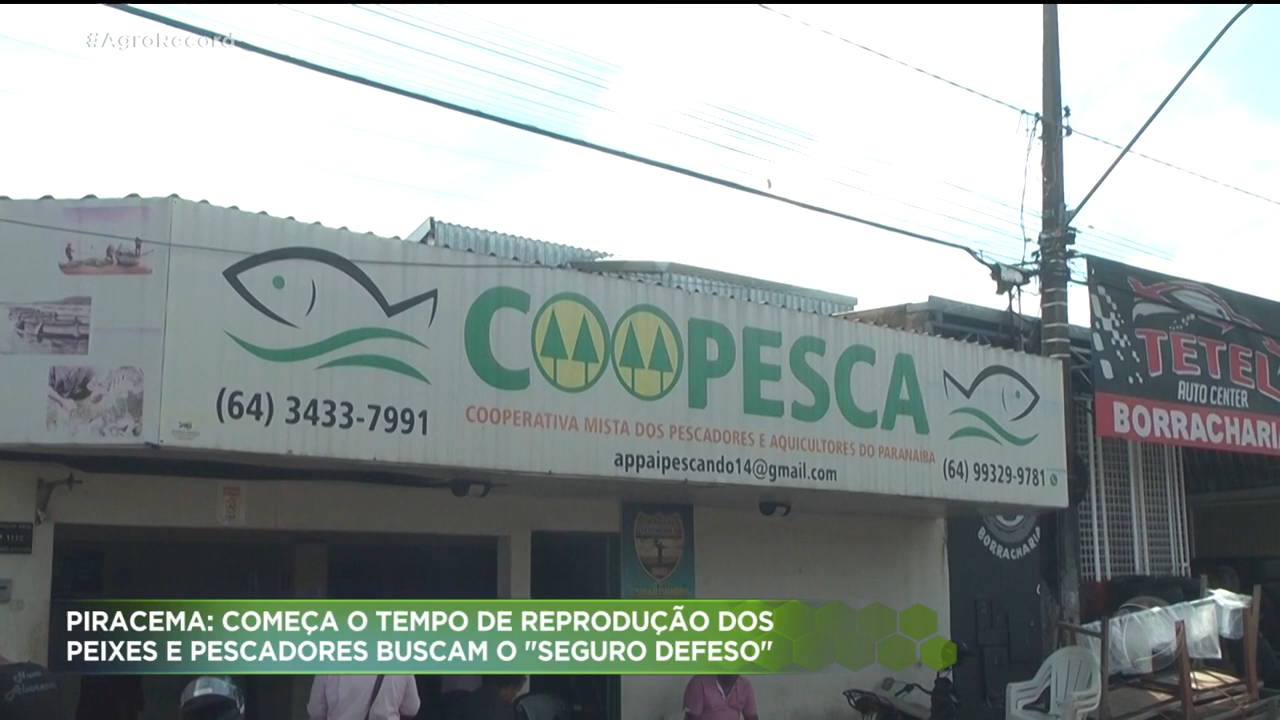 #AgroRecord
COOPESCA
(64) 3433-7991
COOPERATIVA MISTA DOS PESCADORES E AQUICULTORES DO PARANAÍBA
appaipescando14@gmail.com
(64) 99329-9781
TETEL
AUTO CENTER
BORRACHARIA
BORRACHARIA
PIRACEMA: COMEÇA O TEMPO DE REPRODUÇÃO DOS
PEIXES E PESCADORES BUSCAM O "SEGURO DEFESO"